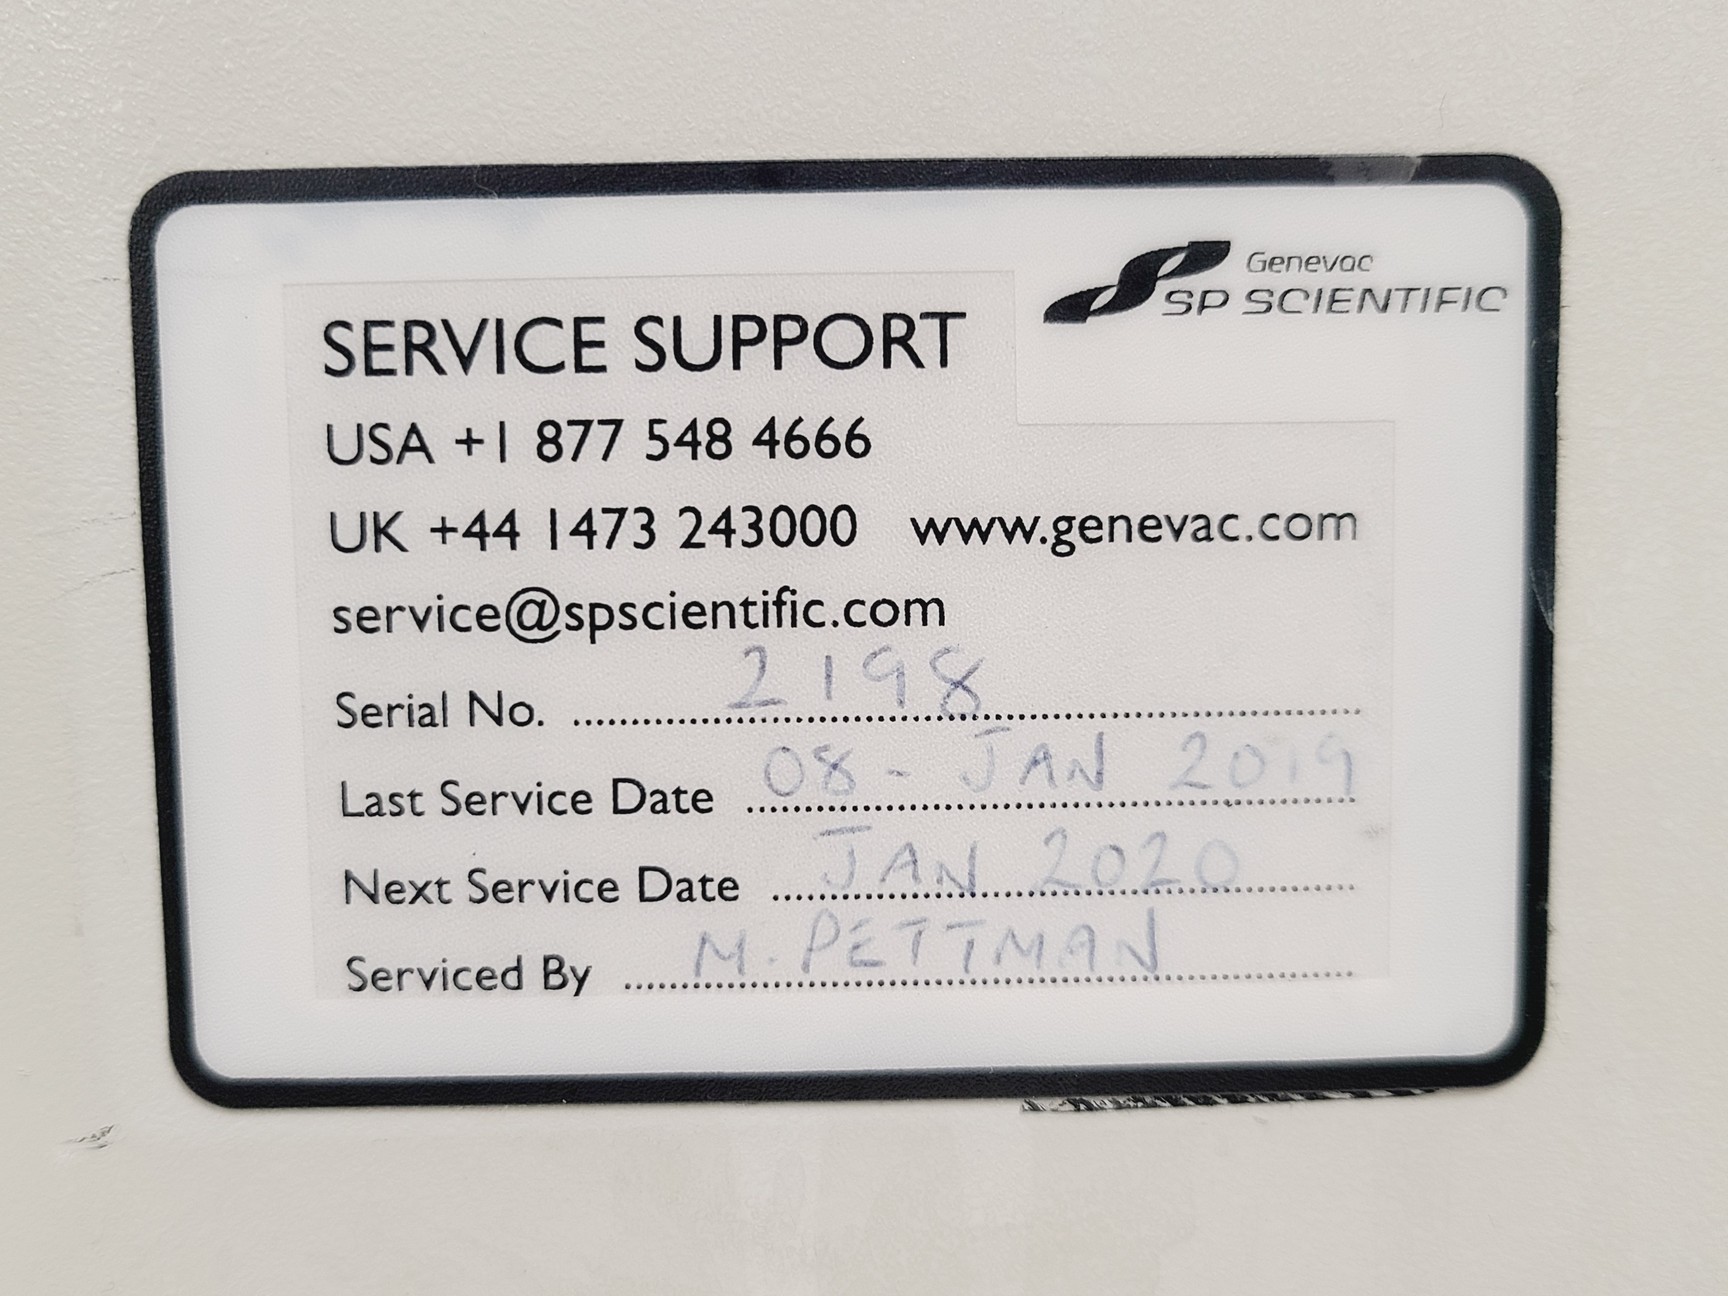 Genevac
SP SCIENTIFIC
SERVICE SUPPORT
USA +1 877 548 4666
UK +44 1473 243000 www.genevac.com
service@spscientific.com
Serial No. 2198
Last Service Date 08 - JAN 2019
Next Service Date JAN 2020
Serviced By M. PETTMAN